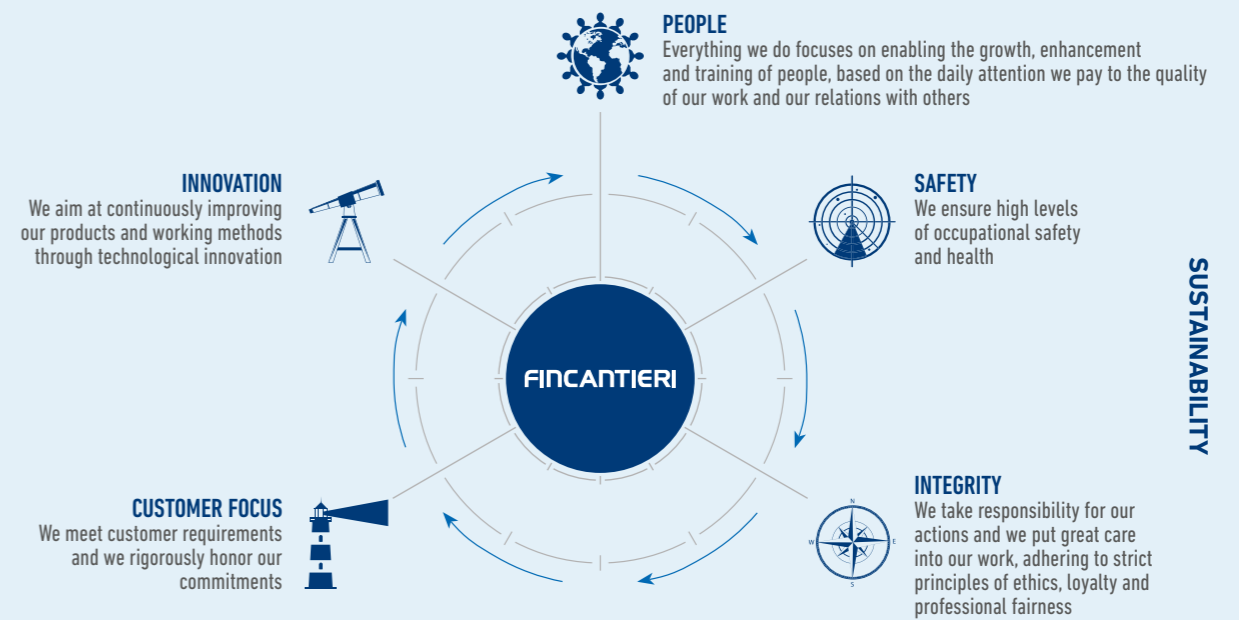 PEOPLE
Everything we do focuses on enabling the growth, enhancement
and training of people, based on the daily attention we pay to the quality
of our work and our relations with others
INNOVATION
We aim at continuously improving
our products and working methods
through technological innovation
SAFETY
We ensure high levels
of occupational safety
and health
SUSTAINABILITY
FINCANTIERI
CUSTOMER FOCUS
We meet customer requirements
and we rigorously honor our
commitments
N
W
E
S
INTEGRITY
We take responsibility for our
actions and we put great care
into our work, adhering to strict
principles of ethics, loyalty and
professional fairness